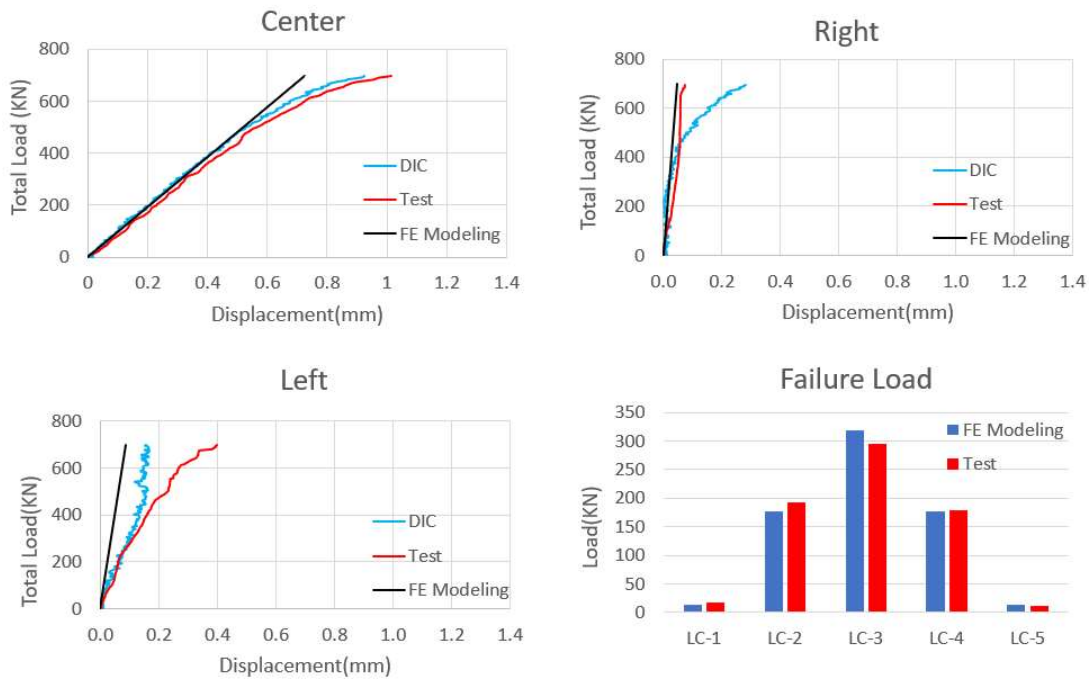 Center
800
600
400
200
0
Total Load (KN)
DIC
Test
FE Modeling
0 0.2 0.4 0.6 0.8 1 1.2 1.4
Displacement(mm)
Right
800
600
400
200
0
Total Load (KN)
DIC
Test
FE Modeling
0.0 0.2 0.4 0.6 0.8 1.0 1.2 1.4
Displacement(mm)
Left
800
600
400
200
0
Total Load(KN)
DIC
Test
FE Modeling
0.0 0.2 0.4 0.6 0.8 1.0 1.2 1.4
Displacement(mm)
Failure Load
350
300
250
200
150
100
50
0
Load(KN)
FE Modeling
Test
LC-1 LC-2 LC-3 LC-4 LC-5